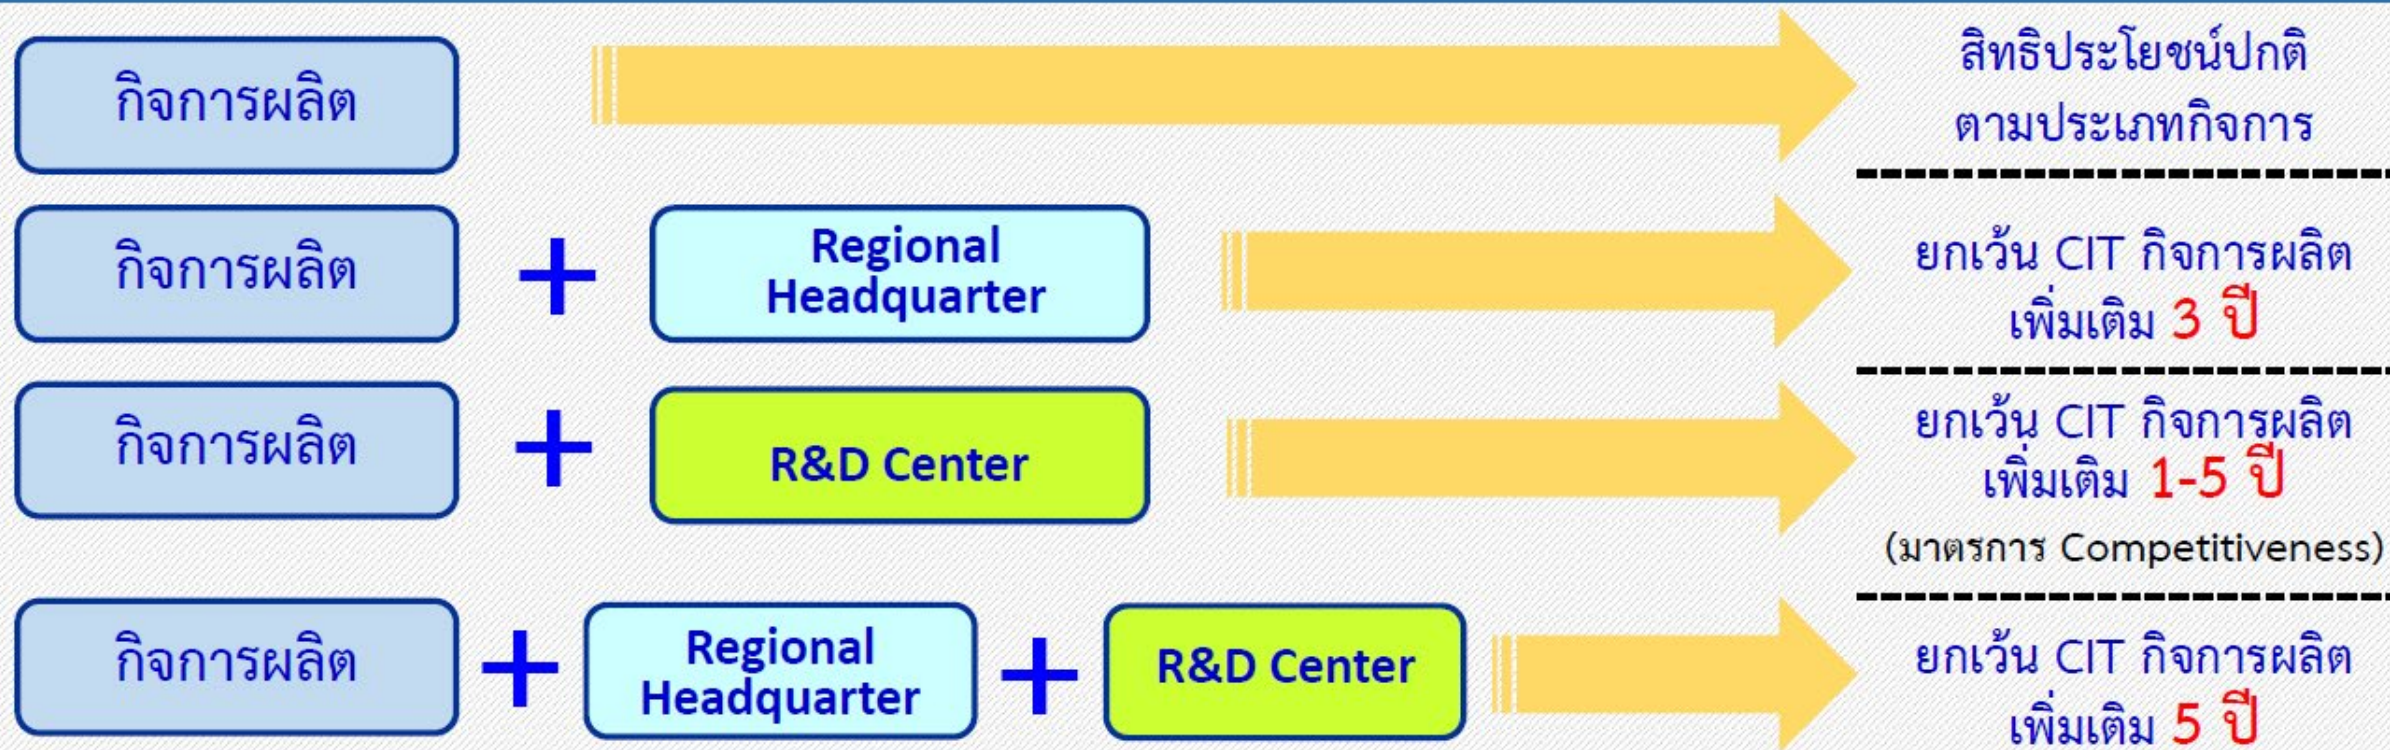 กิจการผลิต
สิทธิประโยชน์ปกติ
ตามประเภทกิจการ
กิจการผลิต
+
Regional
Headquarter
ยกเว้น CIT กิจการผลิต
เพิ่มเติม 3 ปี
กิจการผลิต
+
R&D Center
ยกเว้น CIT กิจการผลิต
เพิ่มเติม 1-5 ปี
(มาตรการ Competitiveness)
กิจการผลิต
+
Regional
Headquarter
+
R&D Center
ยกเว้น CIT กิจการผลิต
เพิ่มเติม 5 ปี